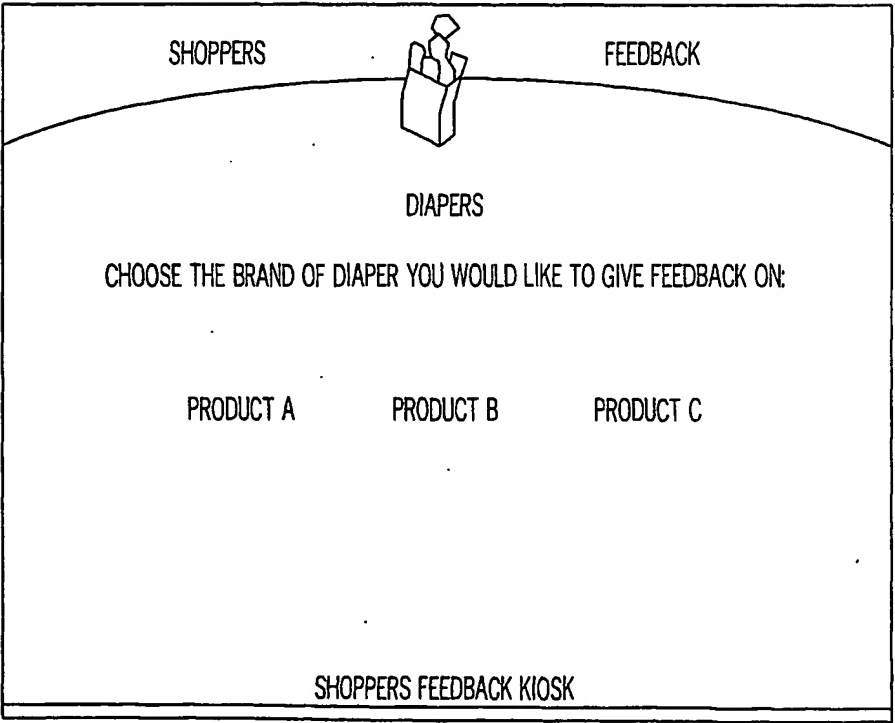 SHOPPERS FEEDBACK
DIAPERS
CHOOSE THE BRAND OF DIAPER YOU WOULD LIKE TO GIVE FEEDBACK ON:
PRODUCT A PRODUCT B PRODUCT C
SHOPPERS FEEDBACK KIOSK